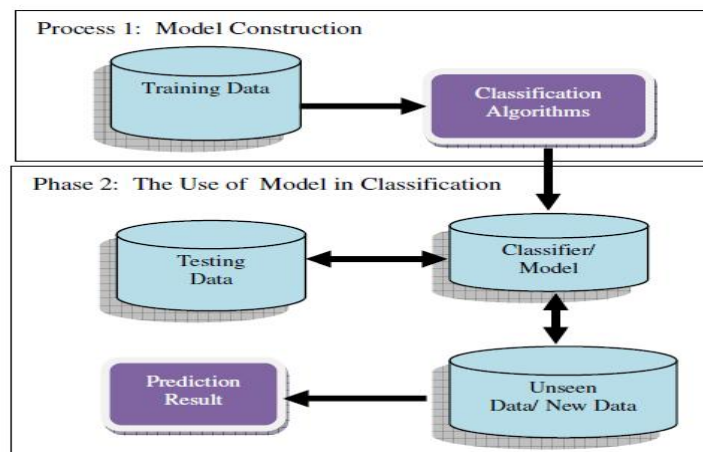 Process 1: Model Construction
Training Data
Classification
Algorithms
Phase 2: The Use of Model in Classification
Testing
Data
Classifier/
Model
Prediction
Result
Unseen
Data/ New Data